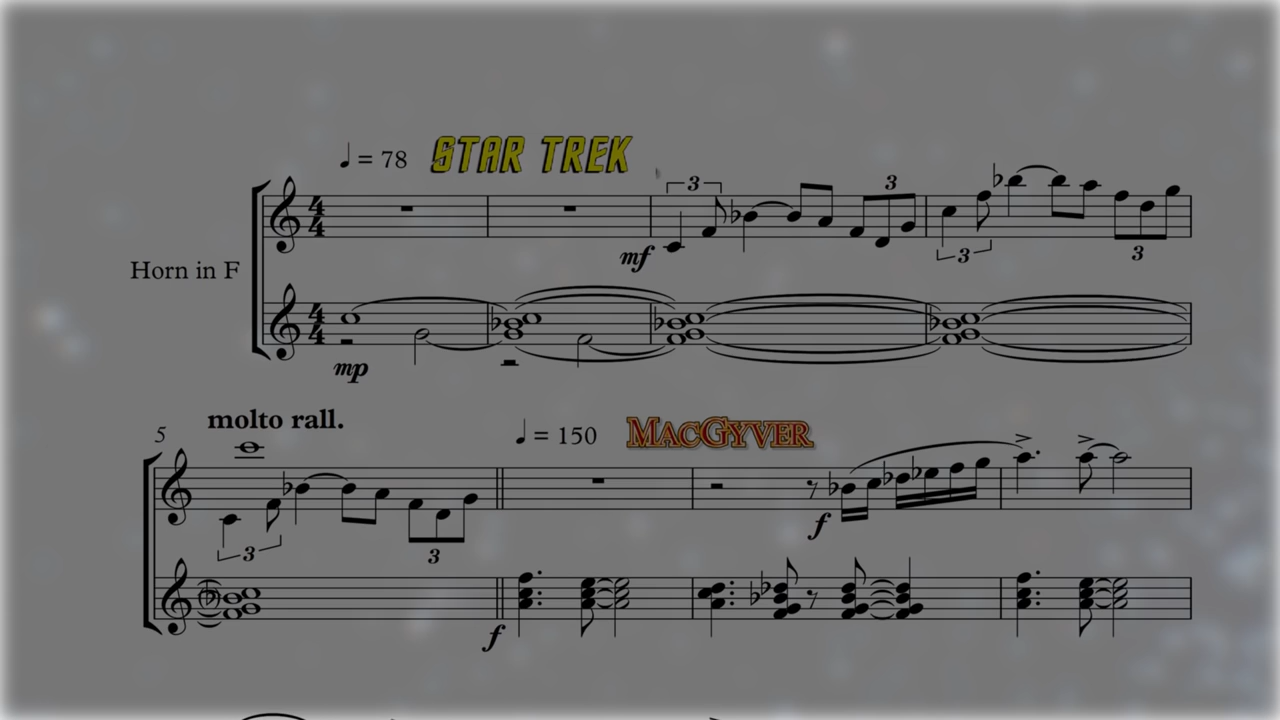 ♩ = 78 STAR TREK
3 3
mf
3 3
Horn in F
mp
5 molto rall.
♩ = 150 MACGYVER
3 3
f
f